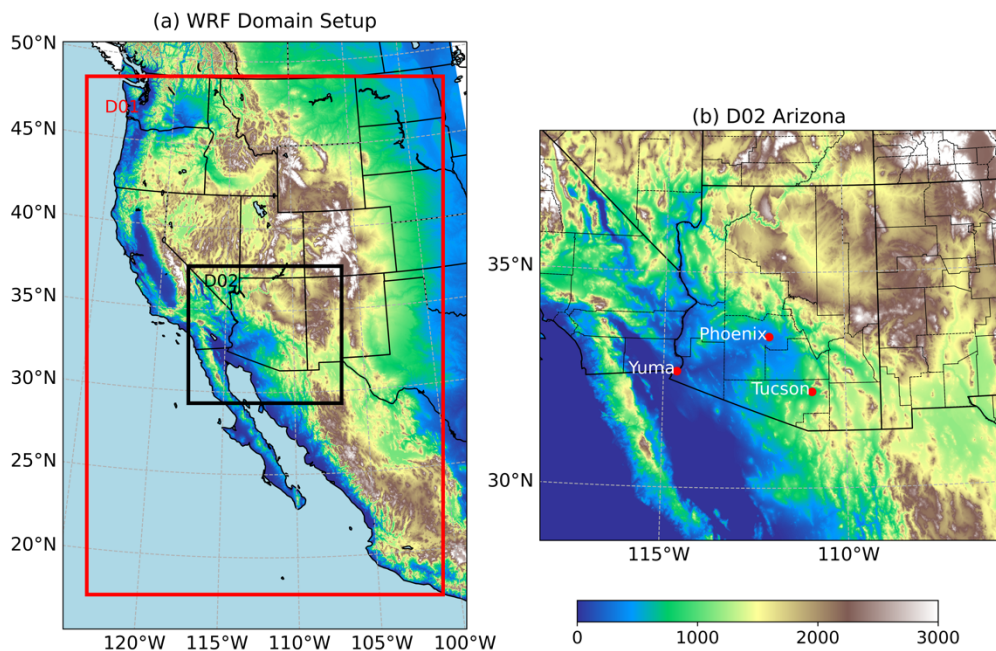 (a) WRF Domain Setup
50°N
45°N
40°N
35°N
30°N
25°N
20°N
120°W 115°W 110°W 105°W 100°W
D01
D02
(b) D02 Arizona
35°N
30°N
Phoenix
Yuma
Tucson
115°W 110°W
0 1000 2000 3000